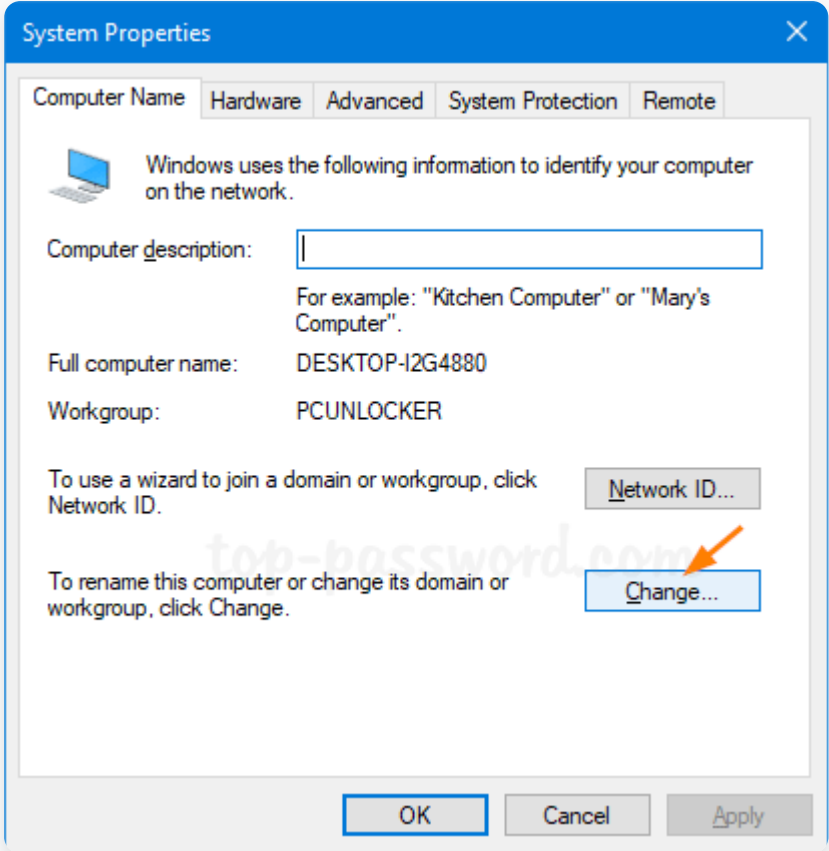 System Properties
Computer Name Hardware Advanced System Protection Remote
Windows uses the following information to identify your computer
on the network.
Computer description:
For example: "Kitchen Computer" or "Mary's
Computer".
Full computer name: DESKTOP-I2G4880
Workgroup: PCUNLOCKER
To use a wizard to join a domain or workgroup, click
Network ID.
Network ID...
top-password.com
To rename this computer or change its domain or
workgroup, click Change.
Change...
OK Cancel Apply